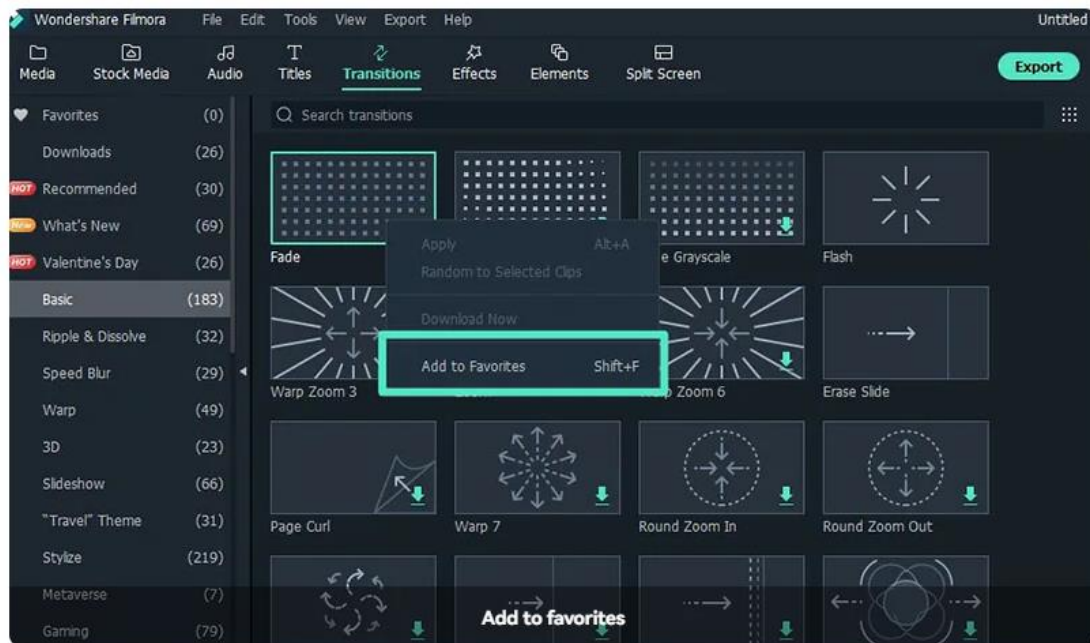 Wondershare Filmora File Edit Tools View Export Help Untitled
Media Stock Media Audio Titles Transitions Effects Elements Split Screen Export
Favorites (0) Search transitions
Downloads (26)
HOT Recommended (30)
New What's New (69)
HOT Valentine's Day (26)
Basic (183)
Ripple & Dissolve (32)
Speed Blur (29)
Warp (49)
3D (23)
Slideshow (66)
"Travel" Theme (31)
Stylize (219)
Metaverse (7)
Gaming (79)
Fade e Grayscale Flash
Apply Alt+A
Random to Selected Clips
Download Now
Add to Favorites Shift+F
Warp Zoom 3 Warp Zoom 6 Erase Slide
Page Curl Warp 7 Round Zoom In Round Zoom Out
Add to favorites